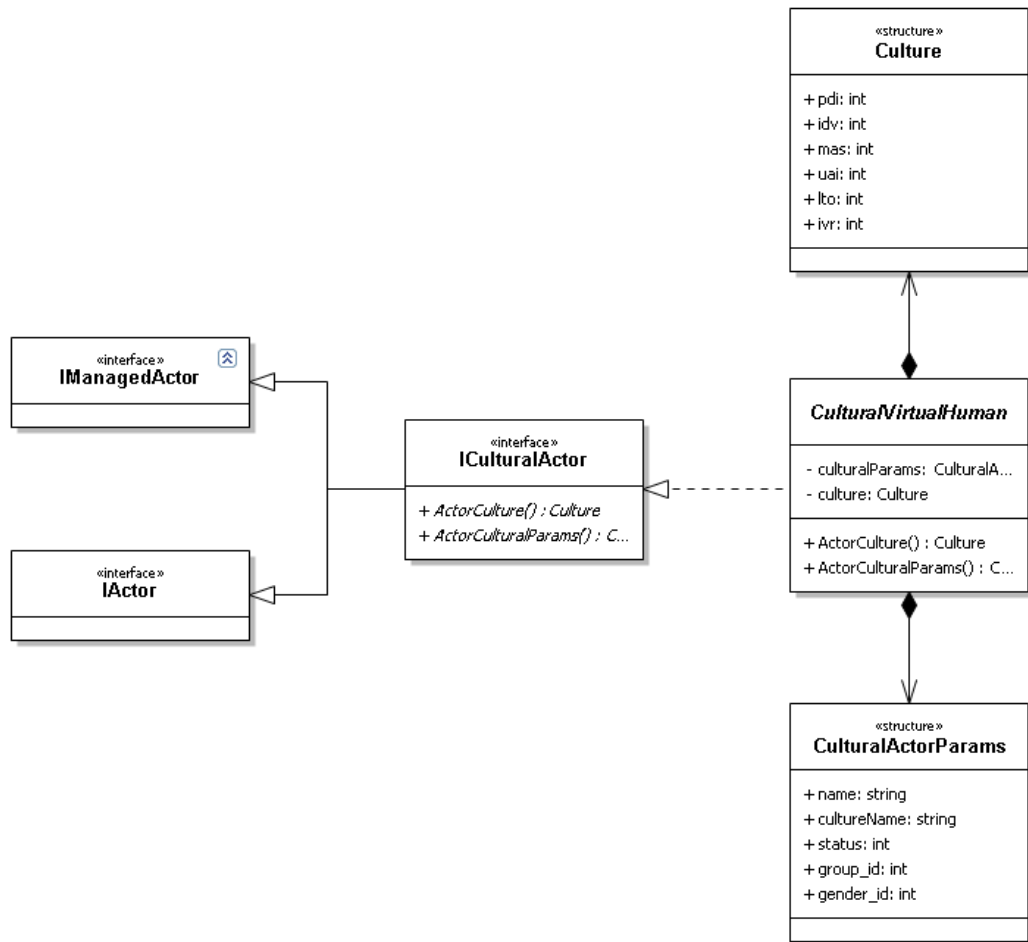 «structure»
Culture
+ pdi: int
+ idv: int
+ mas: int
+ uai: int
+ lto: int
+ ivr: int
«interface»
IManagedActor
«interface»
ICulturalActor
+ ActorCulture() : Culture
+ ActorCulturalParams() : C...
CulturalVirtualHuman
- culturalParams: CulturalA...
- culture: Culture
+ ActorCulture() : Culture
+ ActorCulturalParams() : C...
«interface»
IActor
«structure»
CulturalActorParams
+ name: string
+ cultureName: string
+ status: int
+ group_id: int
+ gender_id: int